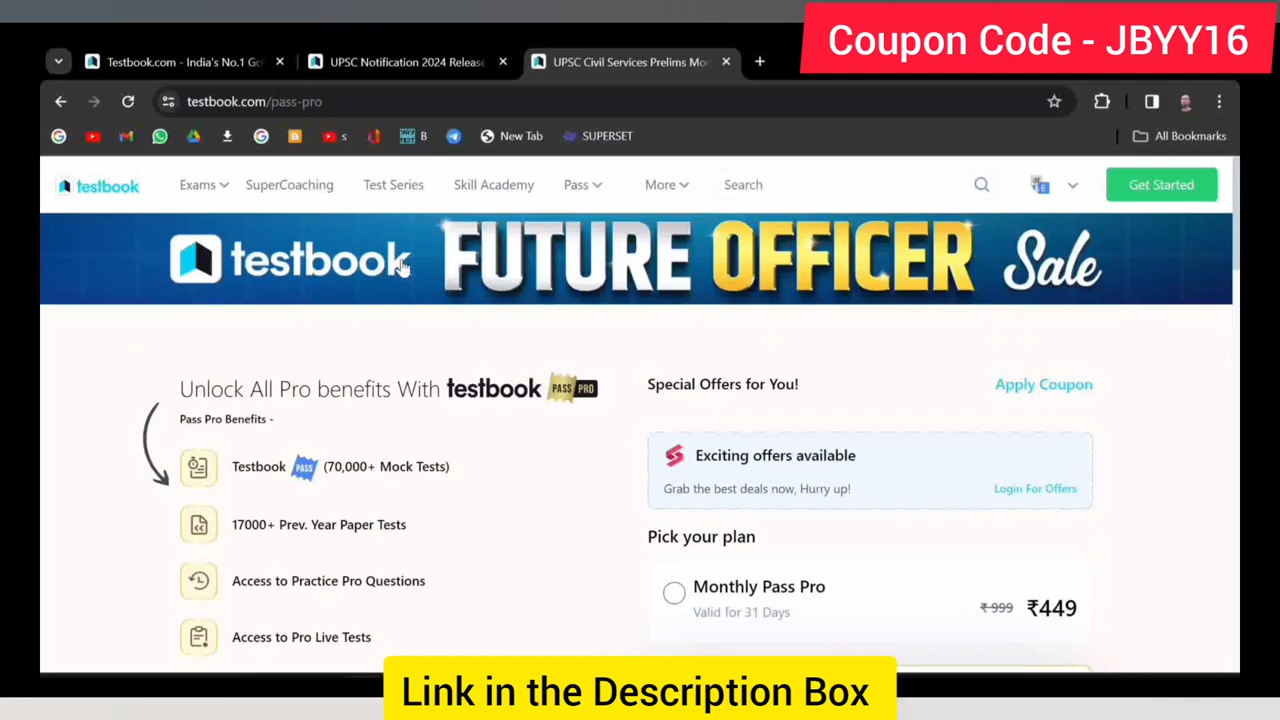 Coupon Code - JBYY16
Testbook.com - India's No.1 Go
UPSC Notification 2024 Release
UPSC Civil Services Prelims Mo
testbook.com/pass-pro
s
B
New Tab
SUPERSET
All Bookmarks
testbook
Exams
SuperCoaching
Test Series
Skill Academy
Pass
More
Search
Get Started
testbook FUTURE OFFICER Sale
Unlock All Pro benefits With testbook PASS PRO
Pass Pro Benefits -
Testbook PASS (70,000+ Mock Tests)
17000+ Prev. Year Paper Tests
Access to Practice Pro Questions
Access to Pro Live Tests
Special Offers for You!
Apply Coupon
Exciting offers available
Grab the best deals now, Hurry up!
Login For Offers
Pick your plan
Monthly Pass Pro
Valid for 31 Days
₹999 ₹449
Link in the Description Box